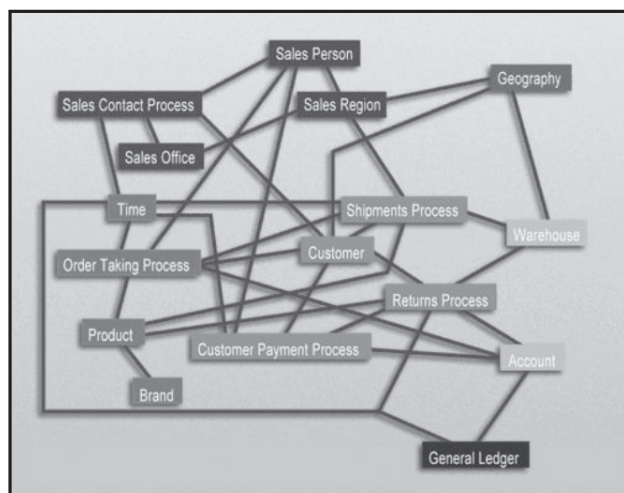 Sales Person
Geography
Sales Contact Process
Sales Region
Sales Office
Time
Shipments Process
Warehouse
Customer
Order Taking Process
Returns Process
Product
Customer Payment Process
Account
Brand
General Ledger